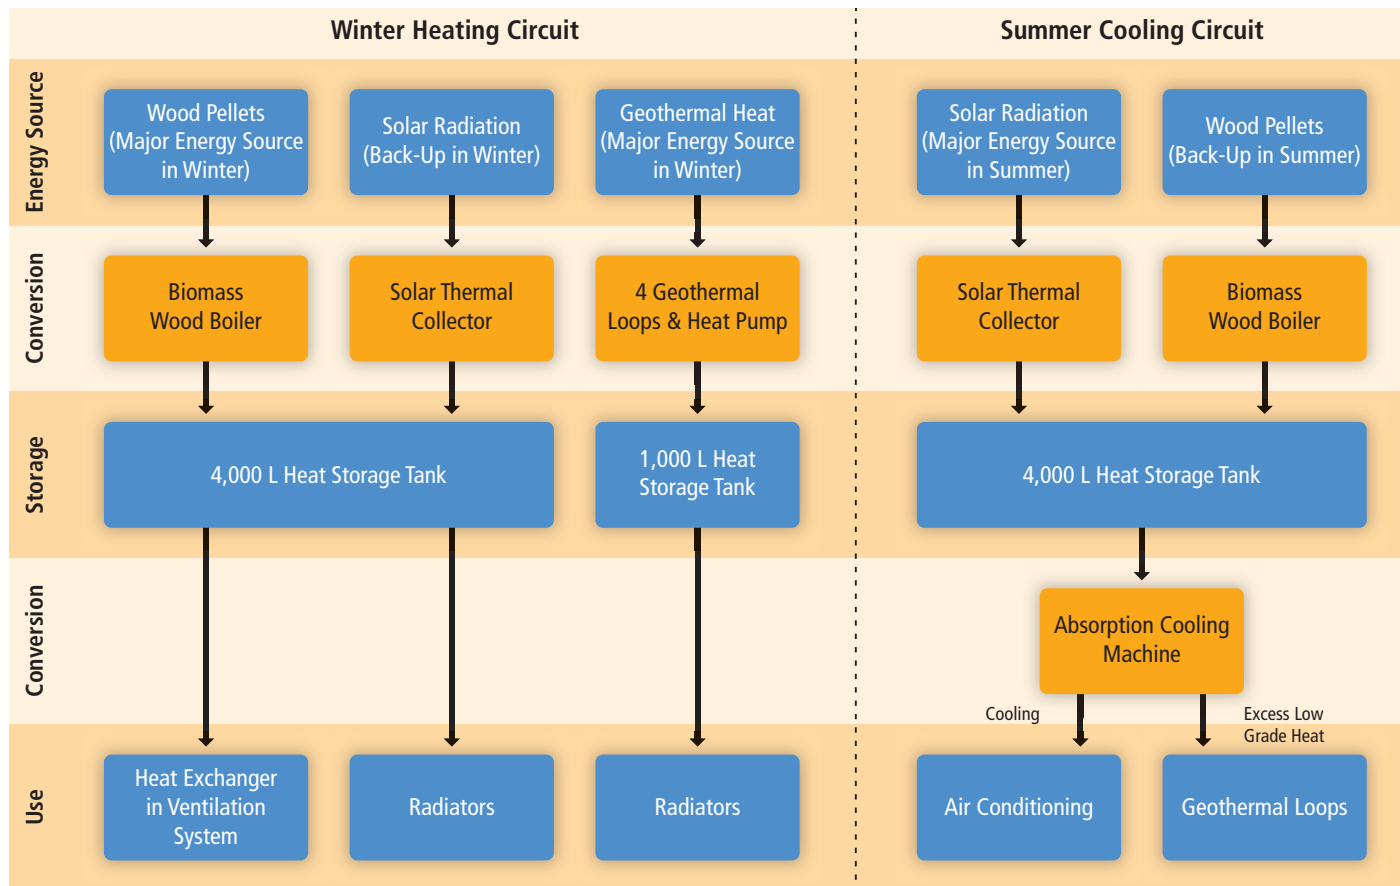 Winter Heating Circuit
Summer Cooling Circuit
Energy Source
Wood Pellets
(Major Energy Source
in Winter)
Solar Radiation
(Back-Up in Winter)
Geothermal Heat
(Major Energy Source
in Winter)
Solar Radiation
(Major Energy Source
in Summer)
Wood Pellets
(Back-Up in Summer)
Conversion
Biomass
Wood Boiler
Solar Thermal
Collector
4 Geothermal
Loops & Heat Pump
Solar Thermal
Collector
Biomass
Wood Boiler
Storage
4,000 L Heat Storage Tank
1,000 L Heat
Storage Tank
4,000 L Heat Storage Tank
Conversion
Absorption Cooling
Machine
Cooling
Excess Low
Grade Heat
Use
Heat Exchanger
in Ventilation
System
Radiators
Radiators
Air Conditioning
Geothermal Loops